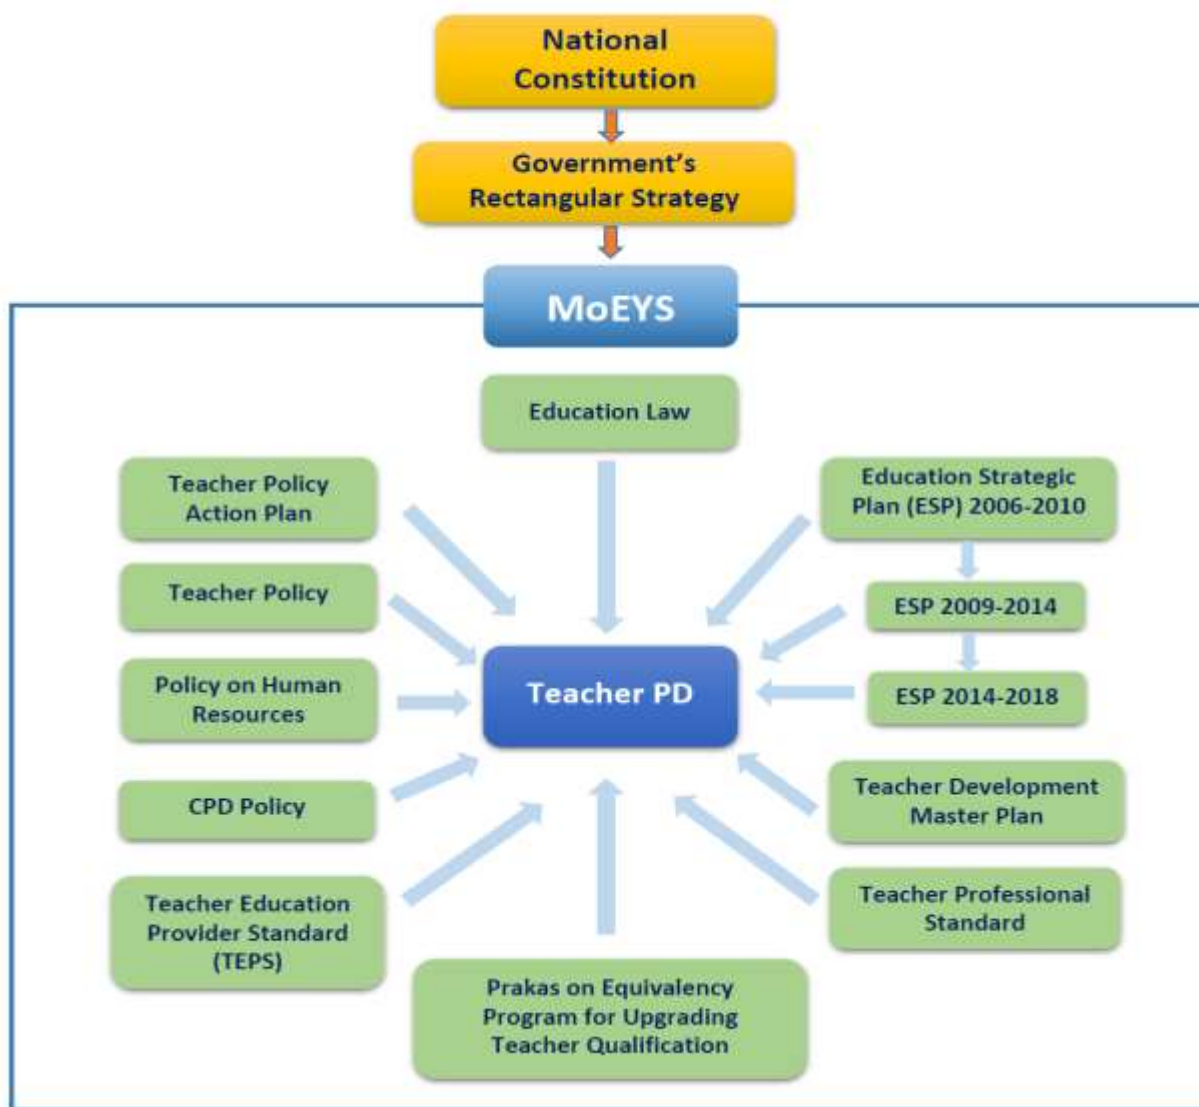 National
Constitution
Government's
Rectangular Strategy
MoEYS
Education Law
Teacher Policy
Action Plan
Education Strategic
Plan (ESP) 2006-2010
Teacher Policy
ESP 2009-2014
Policy on Human
Resources
Teacher PD
ESP 2014-2018
CPD Policy
Teacher Development
Master Plan
Teacher Education
Provider Standard
(TEPS)
Teacher Professional
Standard
Prakas on Equivalency
Program for Upgrading
Teacher Qualification